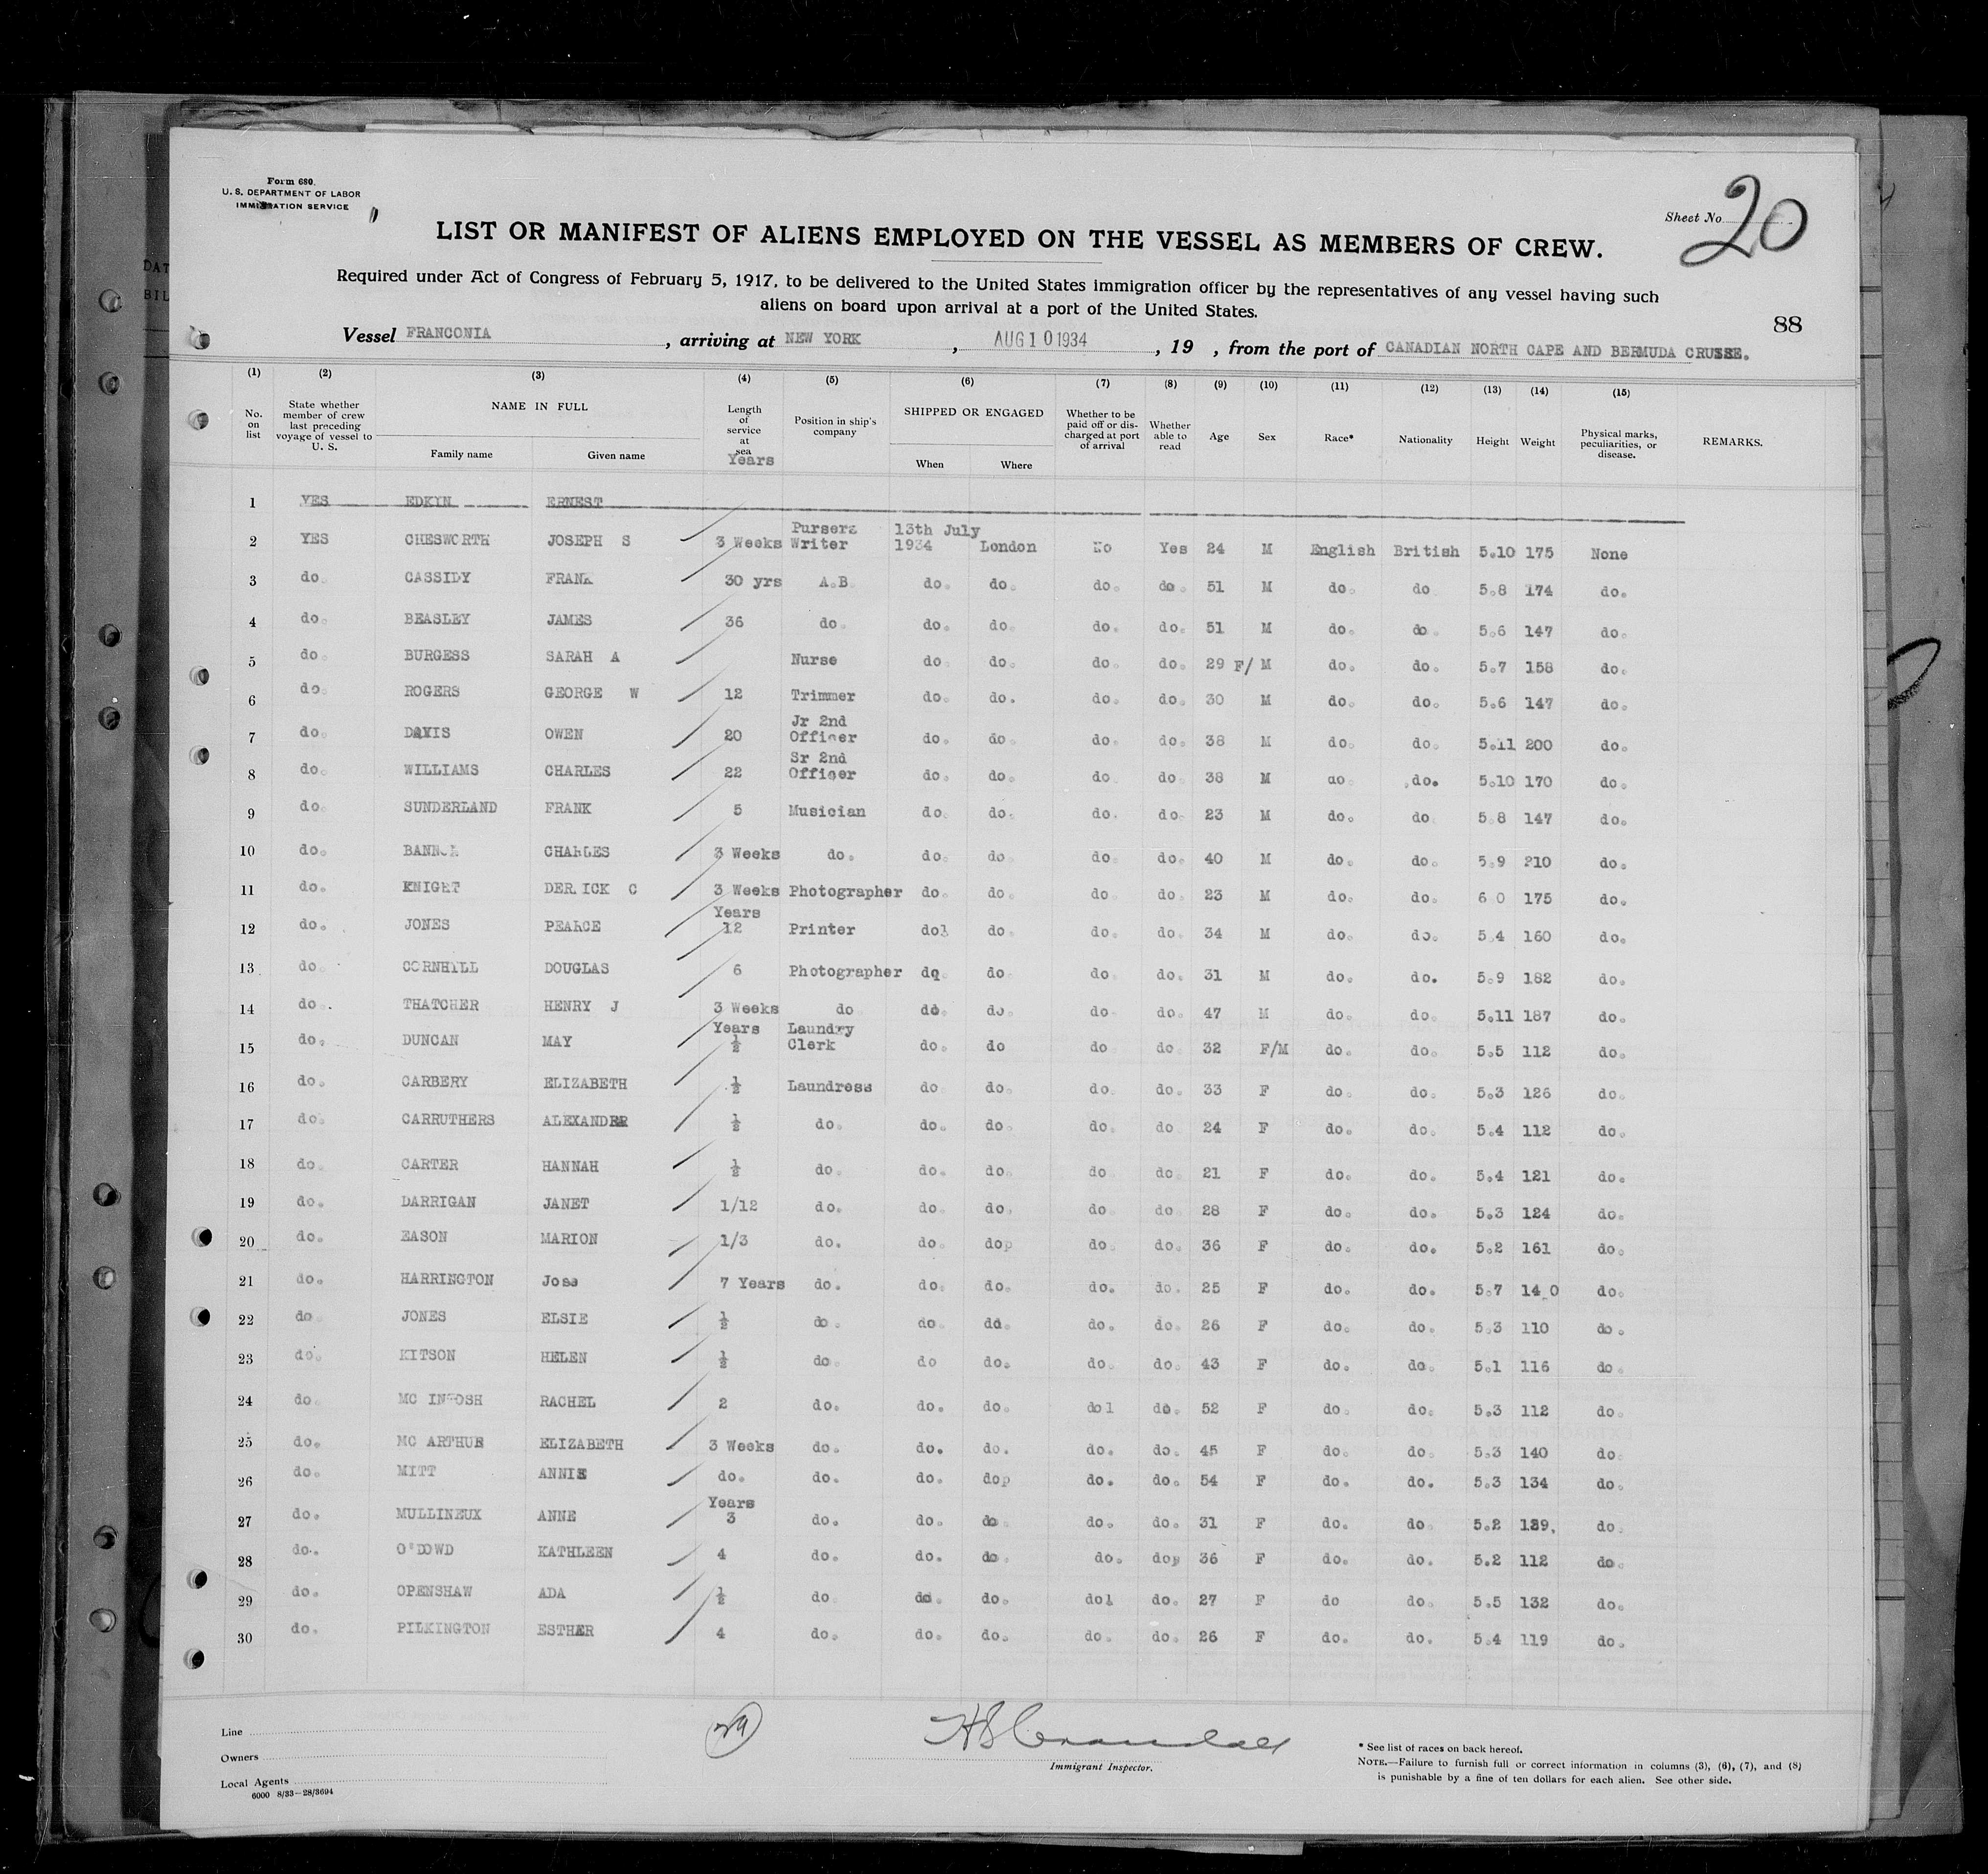 Form 680.
U. S. DEPARTMENT OF LABOR
IMMIGRATION SERVICE
Sheet No 20
LIST OR MANIFEST OF ALIENS EMPLOYED ON THE VESSEL AS MEMBERS OF CREW.
Required under Act of Congress of February 5, 1917, to be delivered to the United States immigration officer by the representatives of any vessel having such
aliens on board upon arrival at a port of the United States.
88
Vessel FRANCONIA, arriving at NEW YORK, AUG 10 1934, 19 , from the port of CANADIAN NORTH CAPE AND BERMUDA CRUSSE.
(1) (2) (3) (4) (5) (6) (7) (8) (9) (10) (11) (12) (13) (14) (15)
No. on list | State whether member of crew last preceding voyage of vessel to U. S. | NAME IN FULL Family name Given name | Length of service at sea Years | Position in ship's company | SHIPPED OR ENGAGED When Where | Whether to be paid off or discharged at port of arrival | Whether able to read | Age | Sex | Race* | Nationality | Height | Weight | Physical marks, peculiarities, or disease. | REMARKS.
1 YES EDKYN ERNEST
2 YES CHESWORTH JOSEPH S 3 Weeks Pursers Writer 13th July 1934 London No Yes 24 M English British 5.10 175 None
3 do. CASSIDY FRANK 30 yrs A.B. do. do. do. do. 51 M do. do 5.8 174 do.
4 do. BEASLEY JAMES 36 do. do. do. do. do. 51 M do. do. 5.6 147 do.
5 do. BURGESS SARAH A Nurse do. do. do. do. 29 F/ M do. do. 5.7 158 do.
6 do. ROGERS GEORGE W 12 Trimmer do. do. do. do. 30 M do. do. 5.6 147 do.
7 do. DAVIS OWEN 20 Jr 2nd Officer do. do. do. do. 38 M do. do. 5.11 200 do.
8 do. WILLIAMS CHARLES 22 Sr 2nd Officer do. do. do. do. 38 M do. do. 5.10 170 do.
9 do. SUNDERLAND FRANK 5 Musician do. do. do. do. 23 M do. do. 5.8 147 do.
10 do. CHARLES 3 Weeks do. do. do. do. do. 40 M do. do. 5.9 210 do.
11 do. KNIGHT DERRICK C 3 Weeks Photographer do. do. do. do. 23 M do. do. 6 0 175 do.
12 do. JONES PEARCE Years 12 Printer dol do. do. do. 34 M do. do. 5.4 160 do.
13 do. CORNHILL DOUGLAS 6 Photographer do do. do. do. 31 M do. do. 5.9 182 do.
14 do. THATCHER HENRY J 3 Weeks do do. do. do. do. 47 M do. do. 5.11 187 do.
15 do. DUNCAN MAY Years ½ Laundry Clerk do. do do do. 32 F/M do. do. 5.5 112 do.
16 do. CARBERY ELIZABETH ½ Laundress do do. do. do. 33 F do. do. 5.3 126 do.
17 do. CARRUTHERS ALEXANDER ½ do. do. do. do. do 24 F do. do. 5.4 112 do.
18 do. CARTER HANNAH ½ do. do. do. do do 21 F do. do. 5.4 121 do.
19 do. DARRIGAN JANET 1/12 do. do. do. do do 28 F do. do. 5.3 124 do.
20 do. EASON MARION 1/3 do. do. dop do. do. 36 F do. do. 5.2 161 do.
21 do. HARRINGTON Jose 7 Years do. do. do. do. do. 25 F do. do. 5.7 14 0 do.
22 do JONES ELSIE ½ do. do. do. do. do. 26 F do. do. 5.3 110 do.
23 do. KITSON HELEN ½ do. do do. do. do. 43 F do. do. 5.1 116 do
24 do. MC INTOSH RACHEL 2 do. do. do. dol do. 52 F do. do. 5.3 112 do.
25 do. MC ARTHUR ELIZABETH 3 Weeks do. do. do. do. do. 45 F do. do. 5.3 140 do.
26 do. MITT ANNIE do. do. do. dop do. do. 54 F do. do. 5.3 134 do.
27 do. MULLINEUX ANNE Years 3 do. do. do. do. do. 31 F do. do. 5.2 139, do.
28 do. O'DOWD KATHLEEN 4 do. do. do. do. dop 36 F do. do. 5.2 112 do.
29 do. OPENSHAW ADA ½ do. do. do. dol do. 27 F do do. 5.5 132 do.
30 do. PILKINGTON ESTHER 4 do. do. do. do. do. 26 F do. do. 5.4 119 do.
Line
Owners
Local Agents
6000 8/33—28/3694
29
Immigrant Inspector.
* See list of races on back hereof.
NOTE.—Failure to furnish full or correct information in columns (3), (6), (7), and (8)
is punishable by a fine of ten dollars for each alien. See other side.